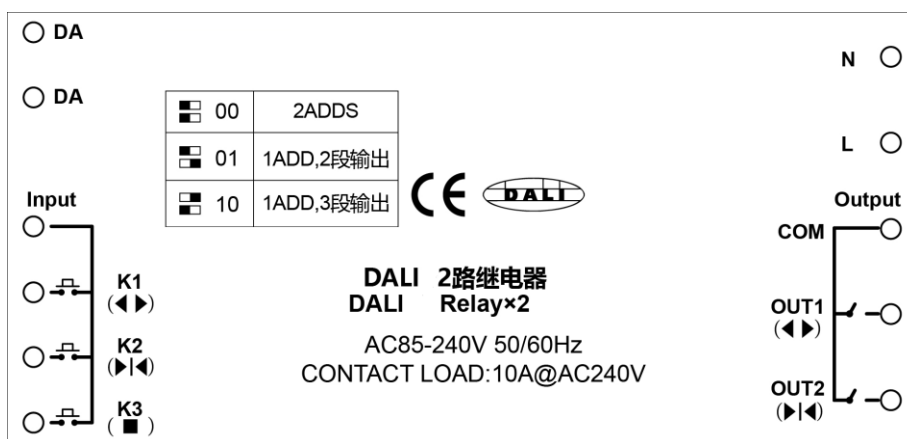 DA
N
DA
00 2ADDS
L
01 1ADD,2段输出
10 1ADD,3段输出
CE DALI
Input
Output
COM
K1
(◀ ▶)
DALI 2路继电器
DALI Relay×2
OUT1
(◀ ▶)
K2
(▶|◀)
AC85-240V 50/60Hz
CONTACT LOAD:10A@AC240V
OUT2
(▶|◀)
K3
( ■ )